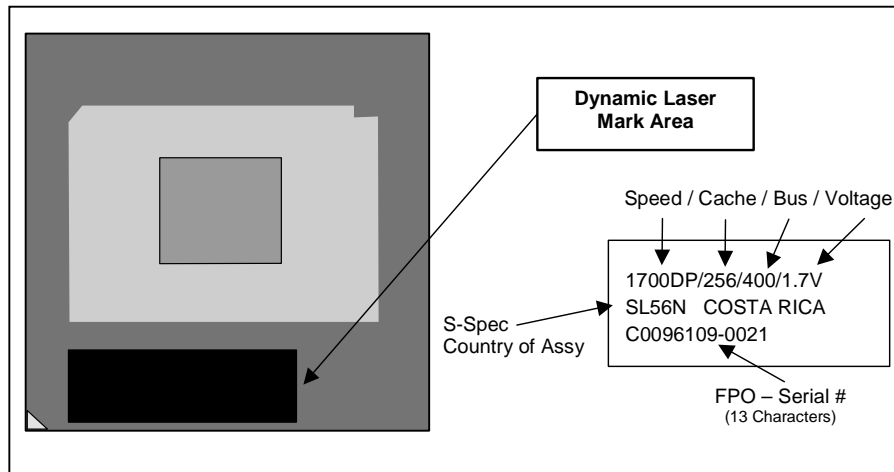 Dynamic Laser
Mark Area
Speed / Cache / Bus / Voltage
1700DP/256/400/1.7V
SL56N COSTA RICA
C0096109-0021
S-Spec
Country of Assy
FPO – Serial #
(13 Characters)